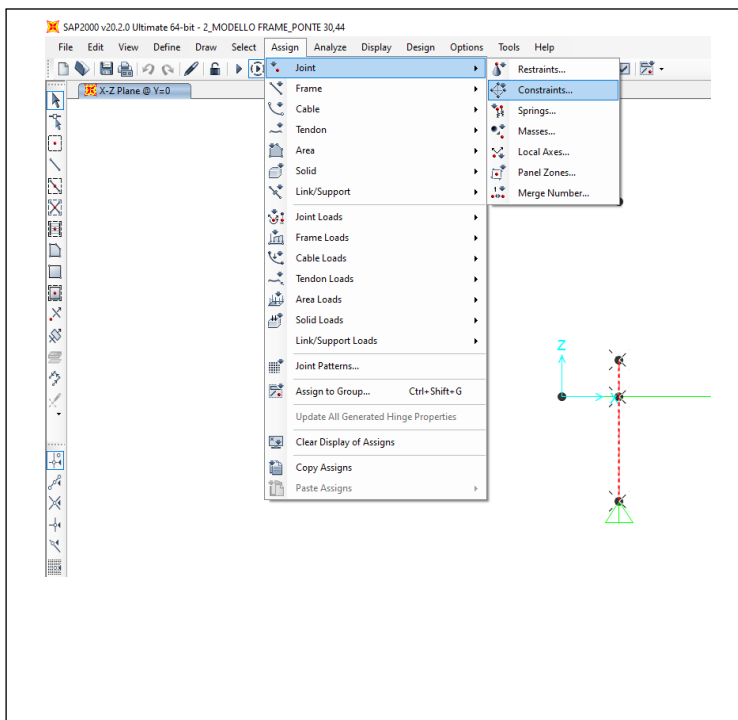 SAP2000 v20.2.0 Ultimate 64-bit - 2_MODELLO FRAME_PONTE 30,44
File Edit View Define Draw Select Assign Analyze Display Design Options Tools Help
X-Z Plane @ Y=0
Joint
Frame
Cable
Tendon
Area
Solid
Link/Support
Joint Loads
Frame Loads
Cable Loads
Tendon Loads
Area Loads
Solid Loads
Link/Support Loads
Joint Patterns...
Assign to Group... Ctrl+Shift+G
Update All Generated Hinge Properties
Clear Display of Assigns
Copy Assigns
Paste Assigns
Restraints...
Constraints...
Springs...
Masses...
Local Axes...
Panel Zones...
Merge Number...
Z